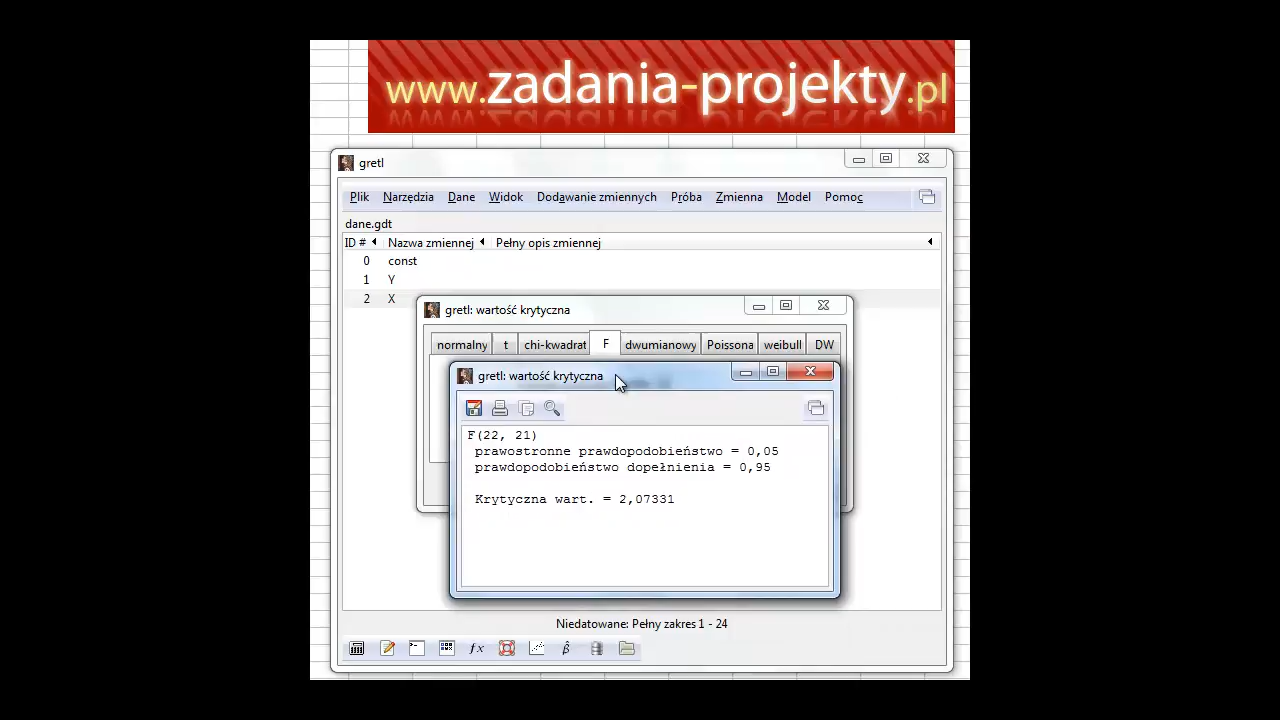 www.zadania-projekty.pl
gretl
Plik Narzędzia Dane Widok Dodawanie zmiennych Próba Zmienna Model Pomoc
dane.gdt
ID # Nazwa zmiennej Pełny opis zmiennej
0 const
1 Y
2 X
gretl: wartość krytyczna
normalny t chi-kwadrat F dwumianowy Poissona weibull DW
gretl: wartość krytyczna
F(22, 21)
prawostronne prawdopodobieństwo = 0,05
prawdopodobieństwo dopełnienia = 0,95
Krytyczna wart. = 2,07331
Niedatowane: Pełny zakres 1 - 24
fx β̂